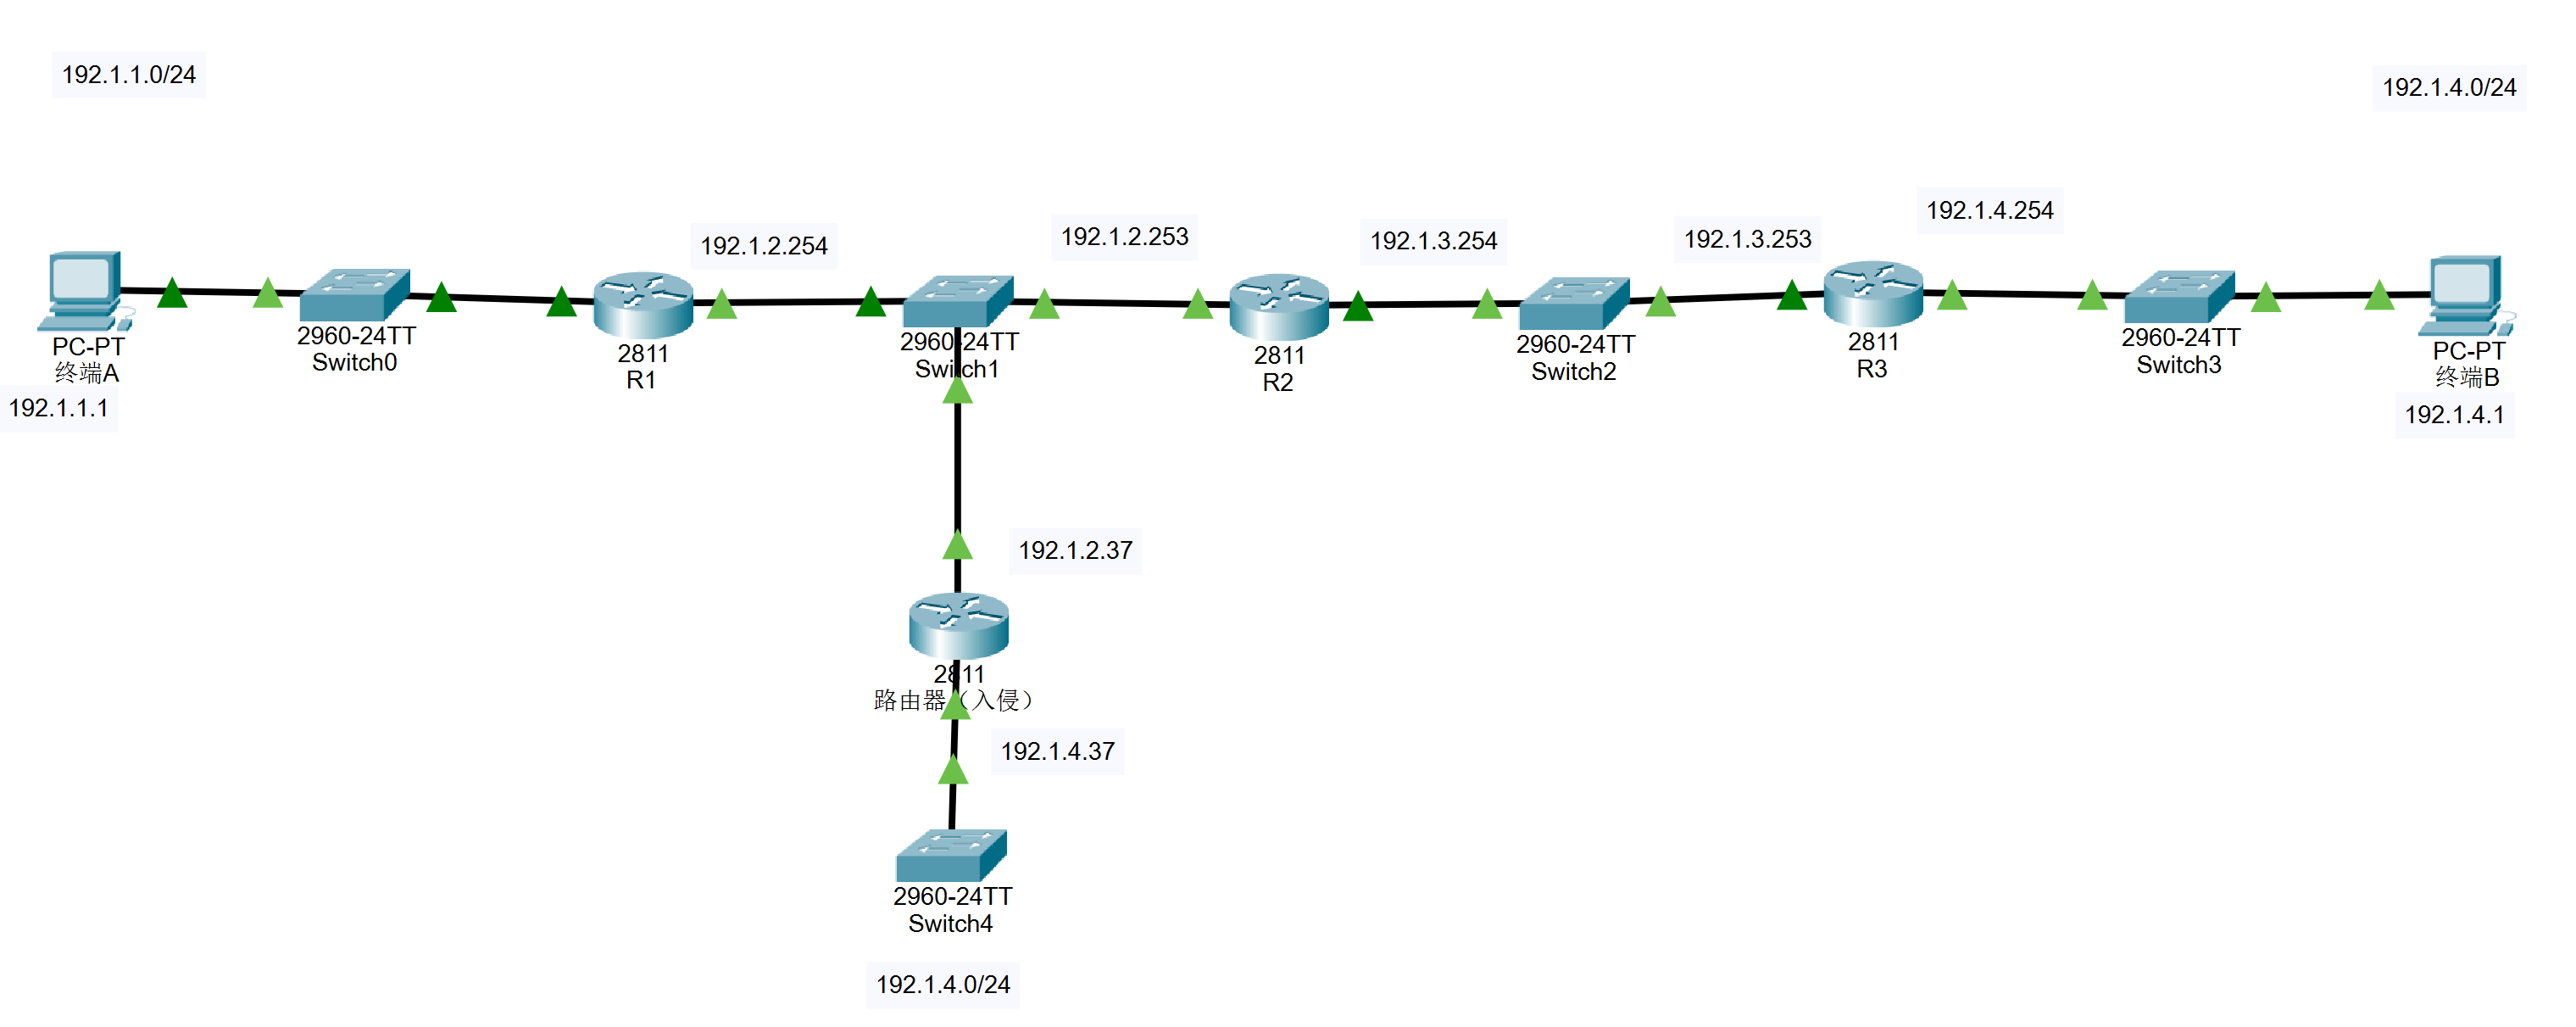 192.1.1.0/24
192.1.4.0/24
192.1.2.254
192.1.2.253
192.1.3.254
192.1.3.253
192.1.4.254
PC-PT
终端A
192.1.1.1
2960-24TT
Switch0
2811
R1
2960-24TT
Switch1
2811
R2
2960-24TT
Switch2
2811
R3
2960-24TT
Switch3
PC-PT
终端B
192.1.4.1
192.1.2.37
2811
路由器（入侵）
192.1.4.37
2960-24TT
Switch4
192.1.4.0/24